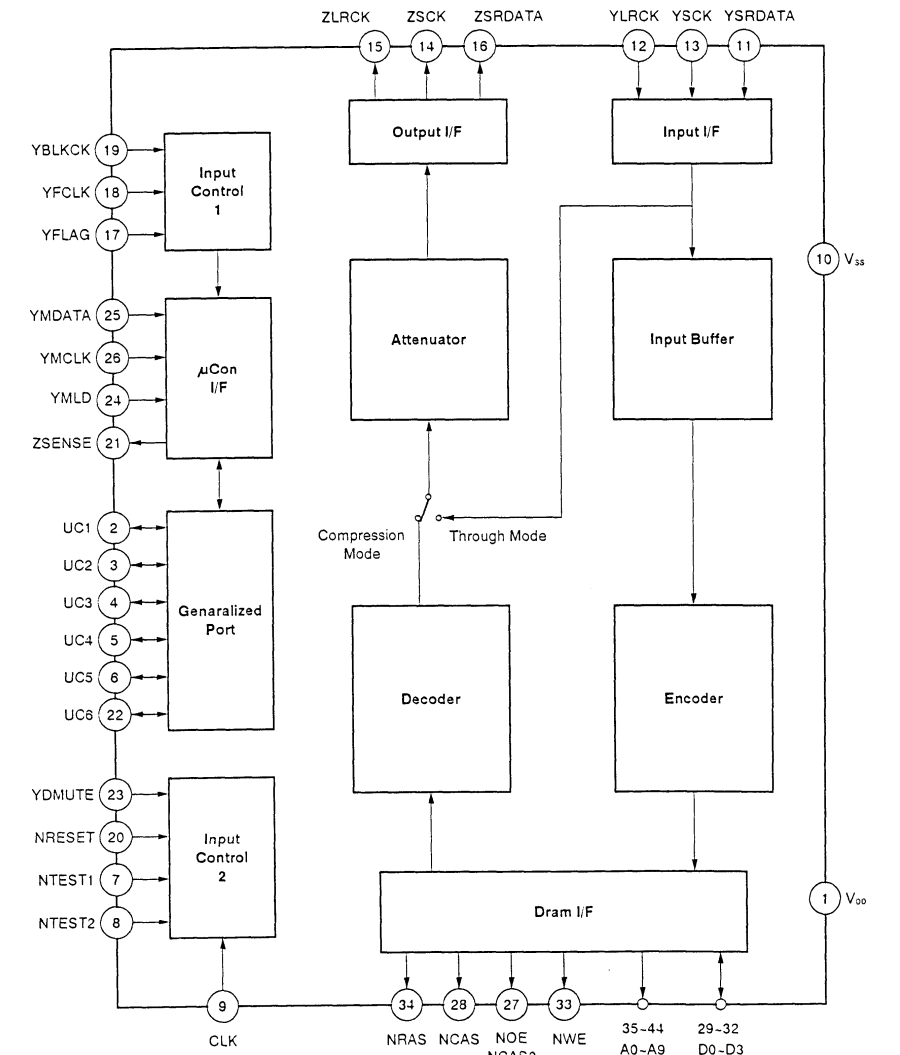 ZLRCK ZSCK ZSRDATA YLRCK YSCK YSRDATA
15 14 16 12 13 11
Output I/F
Input I/F
YBLKCK 19
YFCLK 18
YFLAG 17
Input
Control
1
10 Vss
YMDATA 25
YMCLK 26
YMLD 24
ZSENSE 21
μCon
I/F
Attenuator
Input Buffer
Compression
Mode
Through Mode
UC1 2
UC2 3
UC3 4
UC4 5
UC5 6
UC6 22
Genaralized
Port
Decoder
Encoder
YDMUTE 23
NRESET 20
NTEST1 7
NTEST2 8
Input
Control
2
Dram I/F
1 VDD
9 34 28 27 33
CLK NRAS NCAS NOE NWE 35~44 29~32
A0~A9 D0~D3